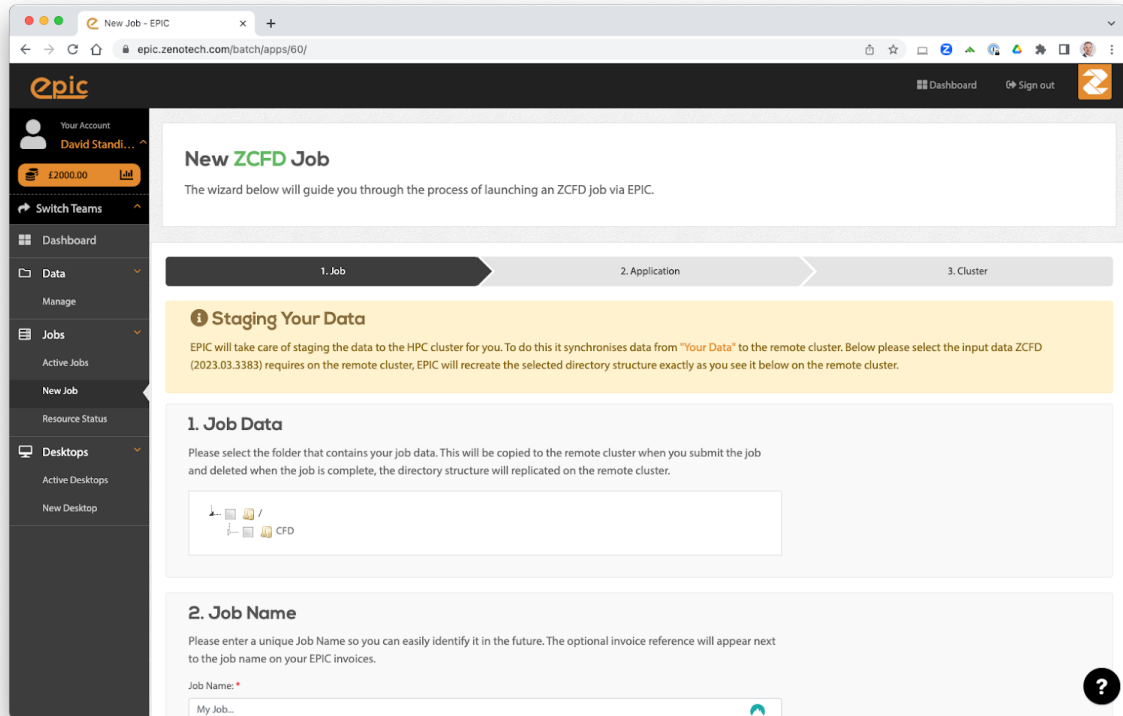 New Job - EPIC
epic.zenotech.com/batch/apps/60/
epic
Dashboard
Sign out
Your Account
David Standi...
£2000.00
Switch Teams
Dashboard
Data
Manage
Jobs
Active Jobs
New Job
Resource Status
Desktops
Active Desktops
New Desktop
New ZCFD Job
The wizard below will guide you through the process of launching an ZCFD job via EPIC.
1. Job
2. Application
3. Cluster
Staging Your Data
EPIC will take care of staging the data to the HPC cluster for you. To do this it synchronises data from "Your Data" to the remote cluster. Below please select the input data ZCFD
(2023.03.3383) requires on the remote cluster, EPIC will recreate the selected directory structure exactly as you see it below on the remote cluster.
1. Job Data
Please select the folder that contains your job data. This will be copied to the remote cluster when you submit the job
and deleted when the job is complete, the directory structure will replicated on the remote cluster.
/
CFD
2. Job Name
Please enter a unique Job Name so you can easily identify it in the future. The optional invoice reference will appear next
to the job name on your EPIC invoices.
Job Name: *
My Job...
?